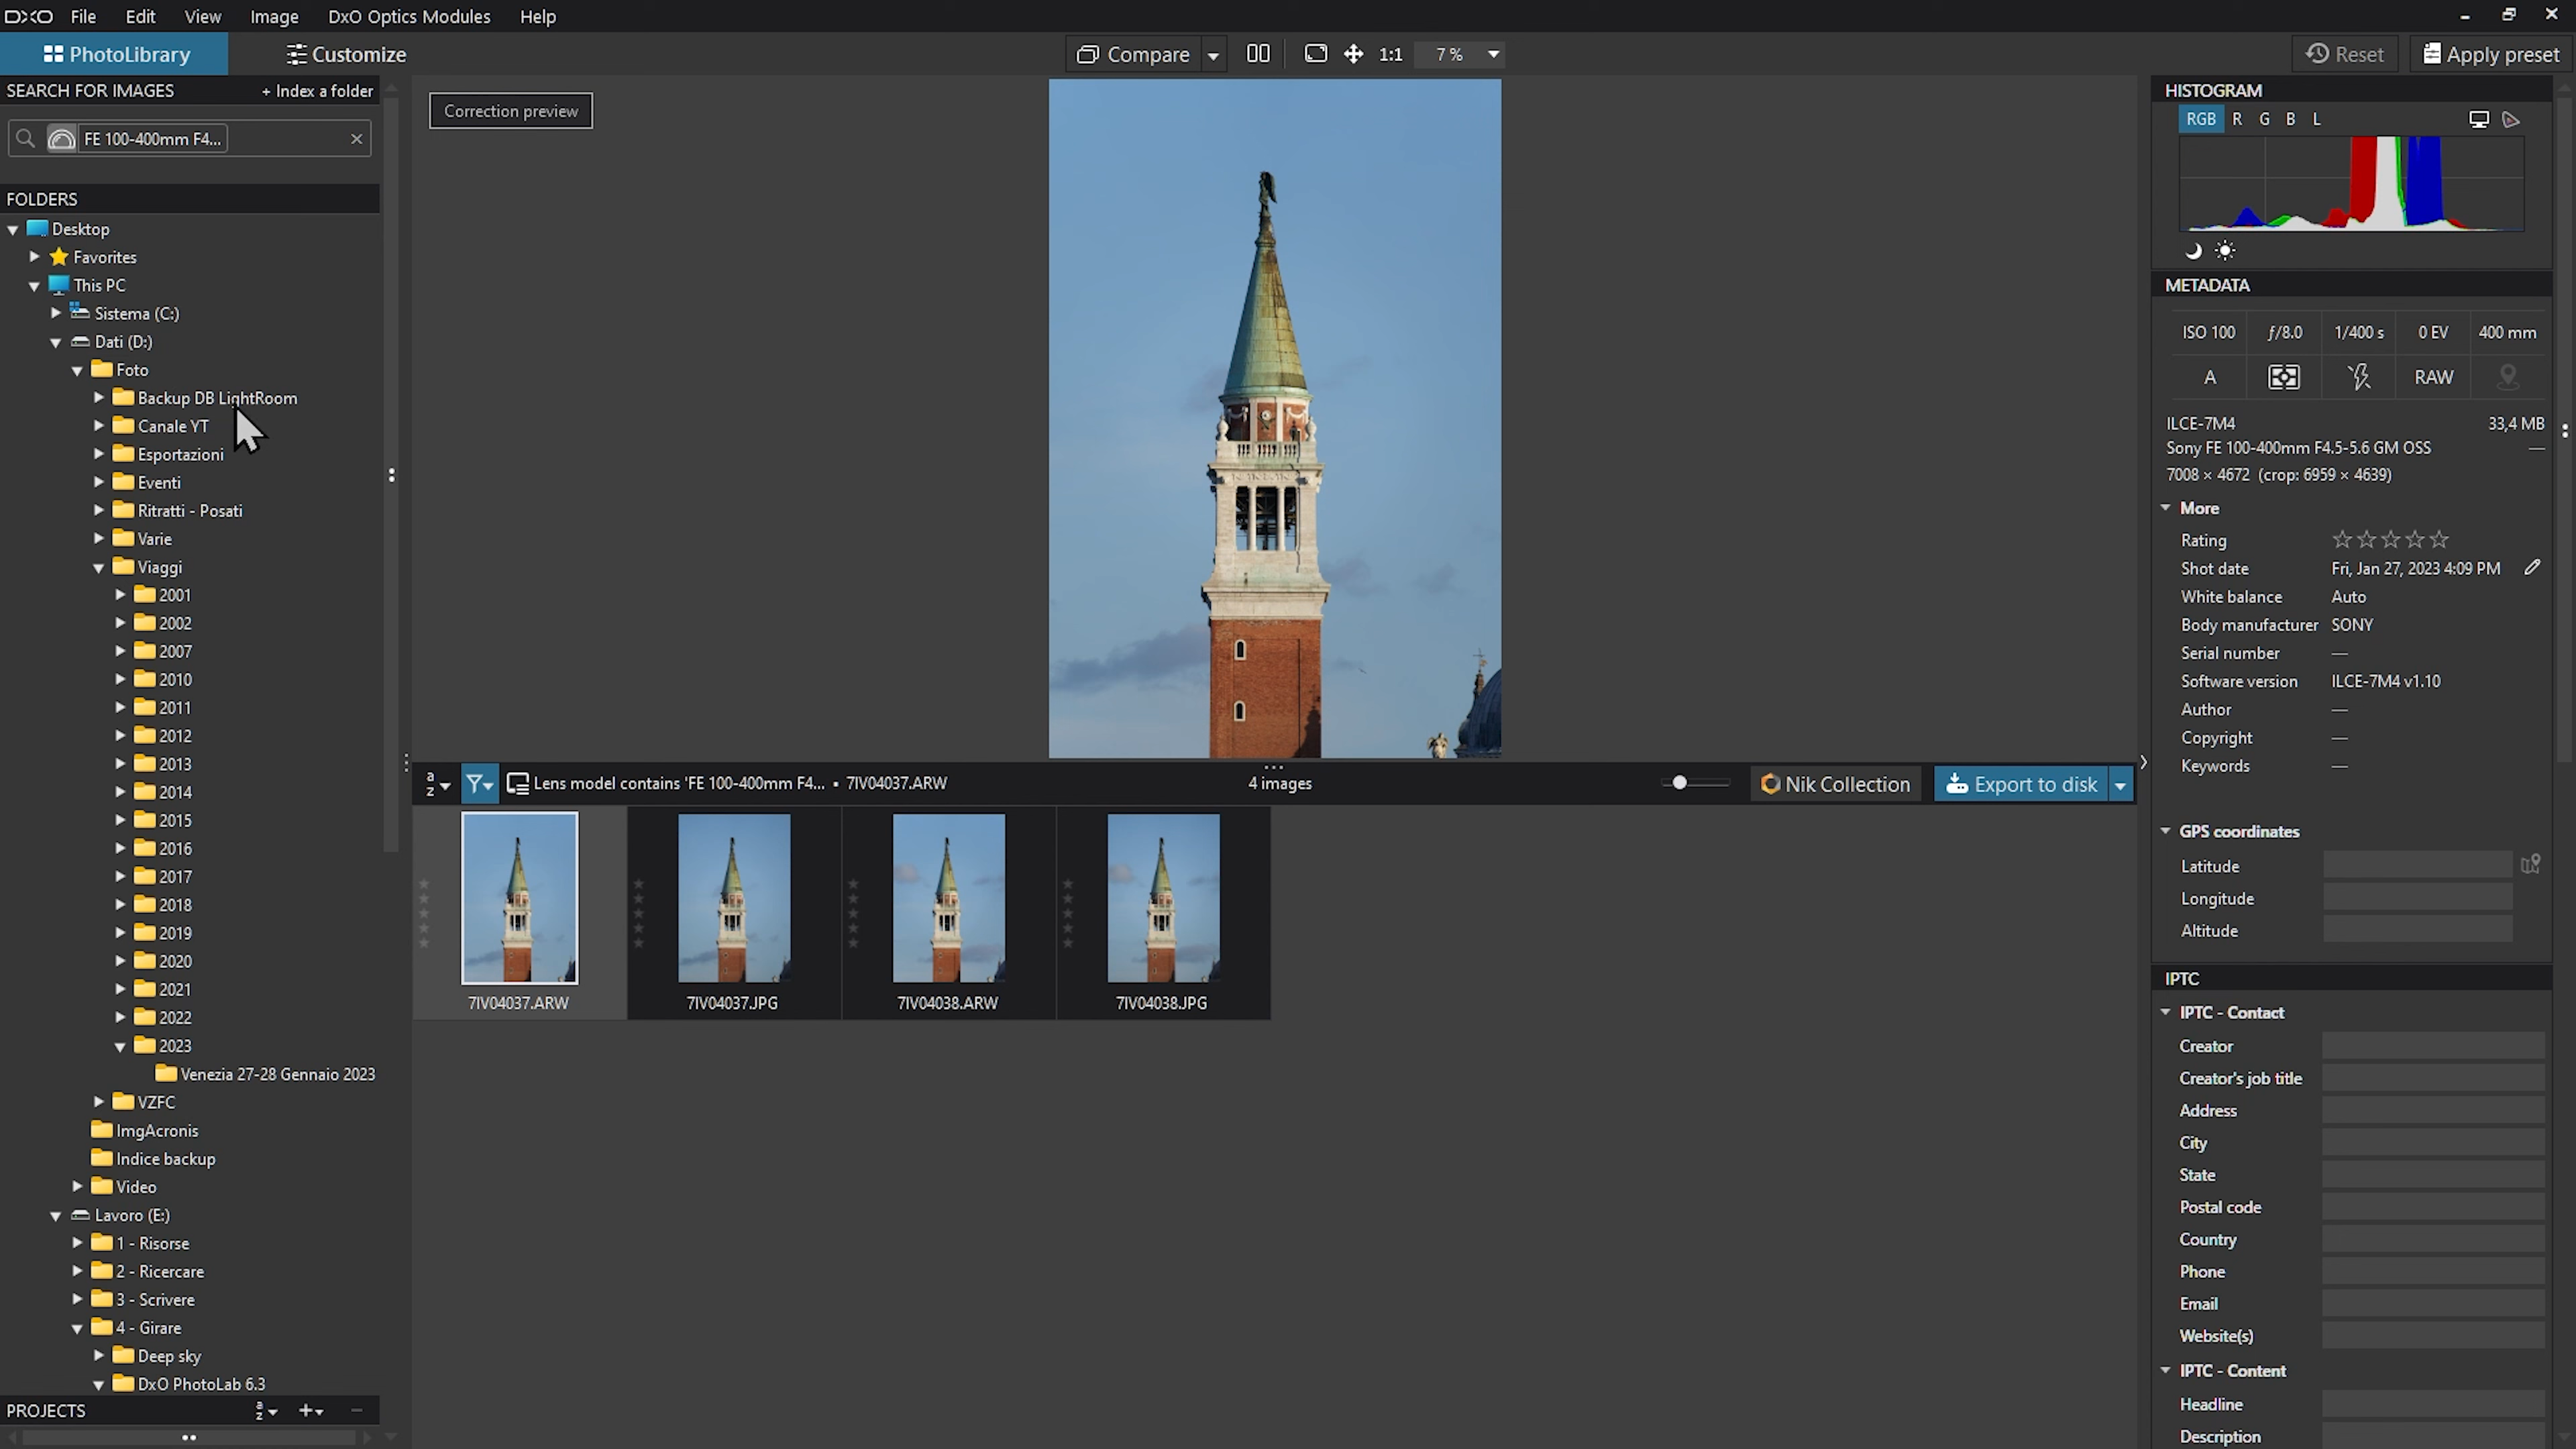 DXO File Edit View Image DxO Optics Modules Help
PhotoLibrary Customize Compare 1:1 7 % Reset Apply preset
SEARCH FOR IMAGES + Index a folder
FE 100-400mm F4...
FOLDERS
Desktop
Favorites
This PC
Sistema (C:)
Dati (D:)
Foto
Backup DB LightRoom
Canale YT
Esportazioni
Eventi
Ritratti - Posati
Varie
Viaggi
2001
2002
2007
2010
2011
2012
2013
2014
2015
2016
2017
2018
2019
2020
2021
2022
2023
Venezia 27-28 Gennaio 2023
VZFC
ImgAcronis
Indice backup
Video
Lavoro (E:)
1 - Risorse
2 - Ricercare
3 - Scrivere
4 - Girare
Deep sky
DxO PhotoLab 6.3
PROJECTS
Correction preview
Lens model contains 'FE 100-400mm F4... • 7IV04037.ARW 4 images Nik Collection Export to disk
7IV04037.ARW 7IV04037.JPG 7IV04038.ARW 7IV04038.JPG
HISTOGRAM
RGB R G B L
METADATA
ISO 100 ƒ/8.0 1/400 s 0 EV 400 mm
A RAW
ILCE-7M4 33,4 MB
Sony FE 100-400mm F4.5-5.6 GM OSS —
7008 × 4672 (crop: 6959 × 4639)
More
Rating
Shot date Fri, Jan 27, 2023 4:09 PM
White balance Auto
Body manufacturer SONY
Serial number —
Software version ILCE-7M4 v1.10
Author —
Copyright —
Keywords —
GPS coordinates
Latitude
Longitude
Altitude
IPTC
IPTC - Contact
Creator
Creator's job title
Address
City
State
Postal code
Country
Phone
Email
Website(s)
IPTC - Content
Headline
Description